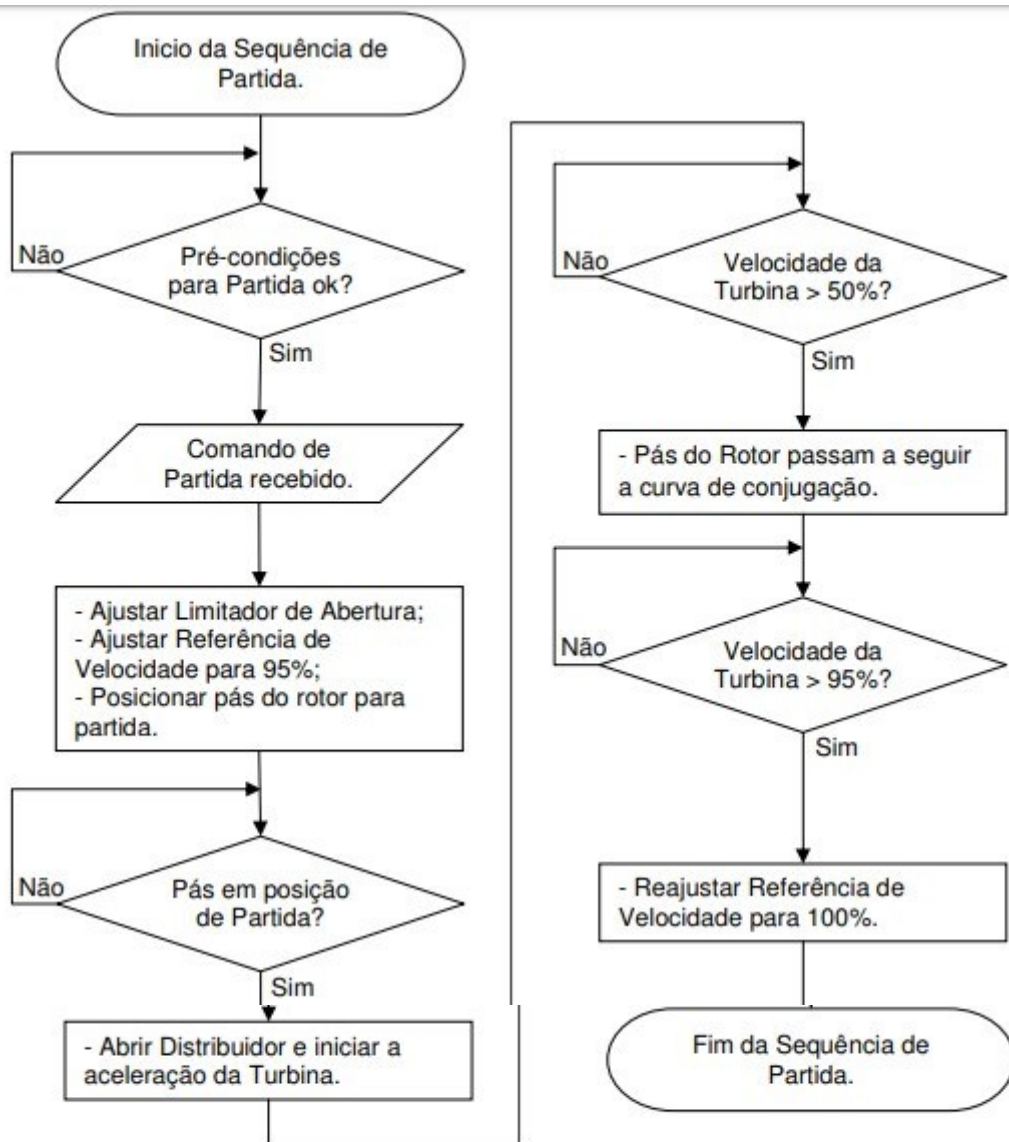 Inicio da Sequência de
Partida.
Não
Pré-condições
para Partida ok?
Sim
Comando de
Partida recebido.
- Ajustar Limitador de Abertura;
- Ajustar Referência de
Velocidade para 95%;
- Posicionar pás do rotor para
partida.
Não
Pás em posição
de Partida?
Sim
- Abrir Distribuidor e iniciar a
aceleração da Turbina.
Não
Velocidade da
Turbina > 50%?
Sim
- Pás do Rotor passam a seguir
a curva de conjugação.
Não
Velocidade da
Turbina > 95%?
Sim
- Reajustar Referência de
Velocidade para 100%.
Fim da Sequência de
Partida.